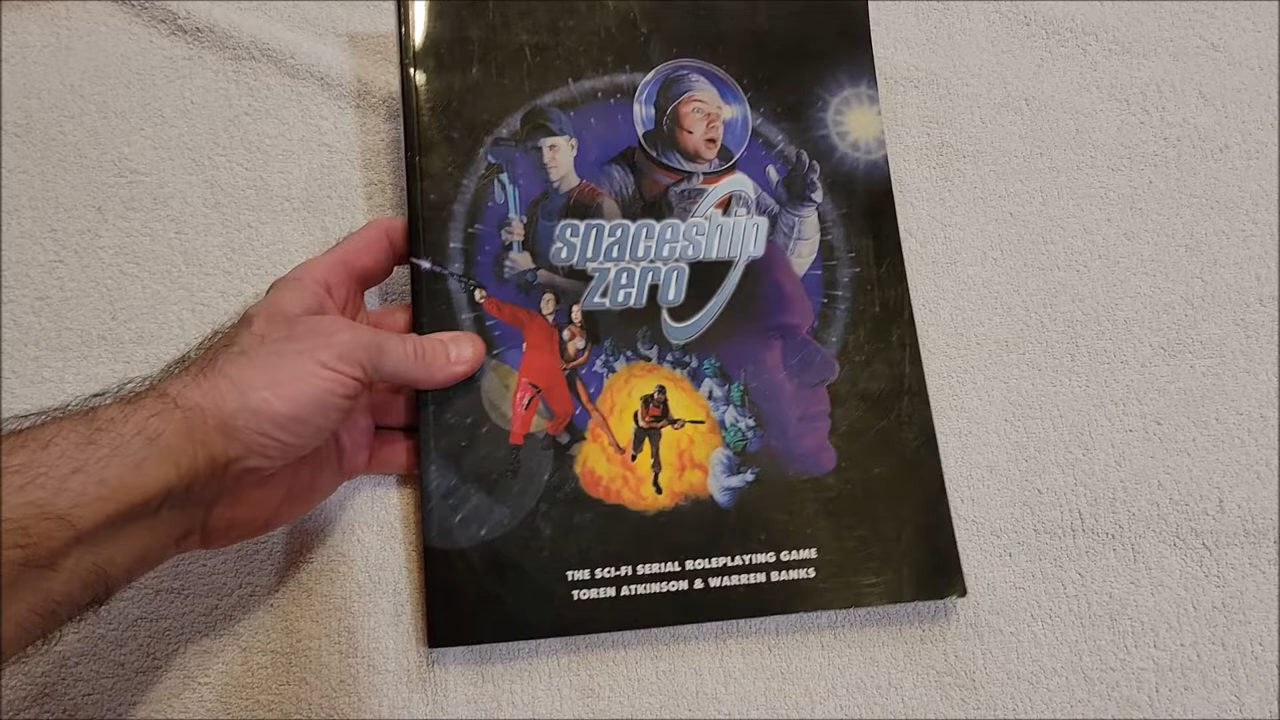 spaceship
zero
THE SCI-FI SERIAL ROLEPLAYING GAME
TOREN ATKINSON & WARREN BANKS